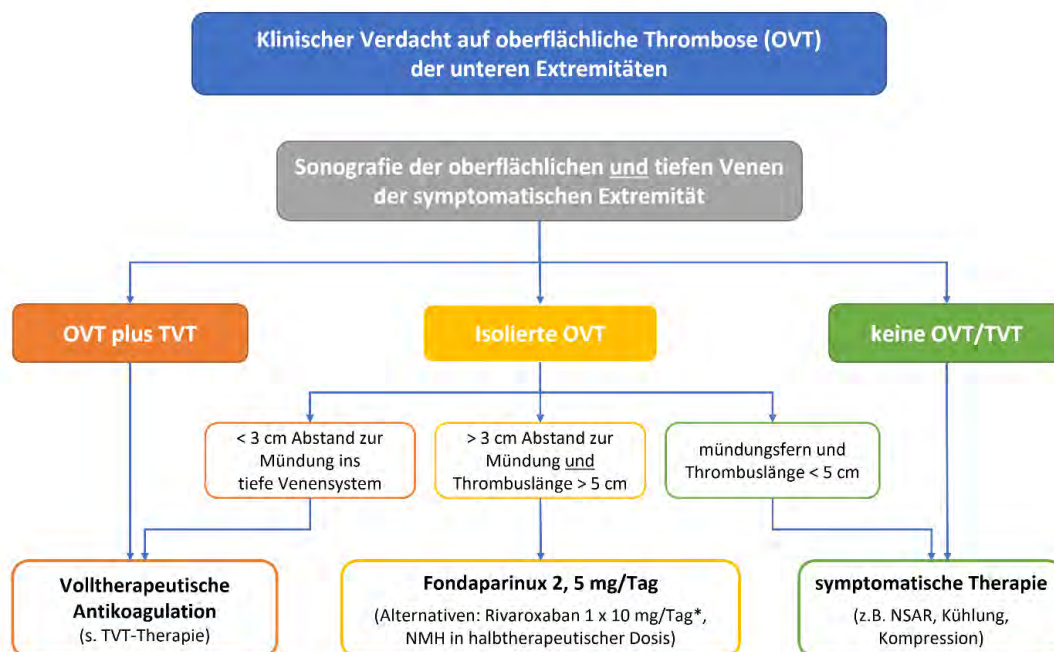 Klinischer Verdacht auf oberflächliche Thrombose (OVT)
der unteren Extremitäten
Sonografie der oberflächlichen und tiefen Venen
der symptomatischen Extremität
OVT plus TVT
Isolierte OVT
keine OVT/TVT
< 3 cm Abstand zur
Mündung ins
tiefe Venensystem
> 3 cm Abstand zur
Mündung und
Thrombuslänge > 5 cm
mündungsfern und
Thrombuslänge < 5 cm
Volltherapeutische
Antikoagulation
(s. TVT-Therapie)
Fondaparinux 2, 5 mg/Tag
(Alternativen: Rivaroxaban 1 x 10 mg/Tag*,
NMH in halbtherapeutischer Dosis)
symptomatische Therapie
(z.B. NSAR, Kühlung,
Kompression)